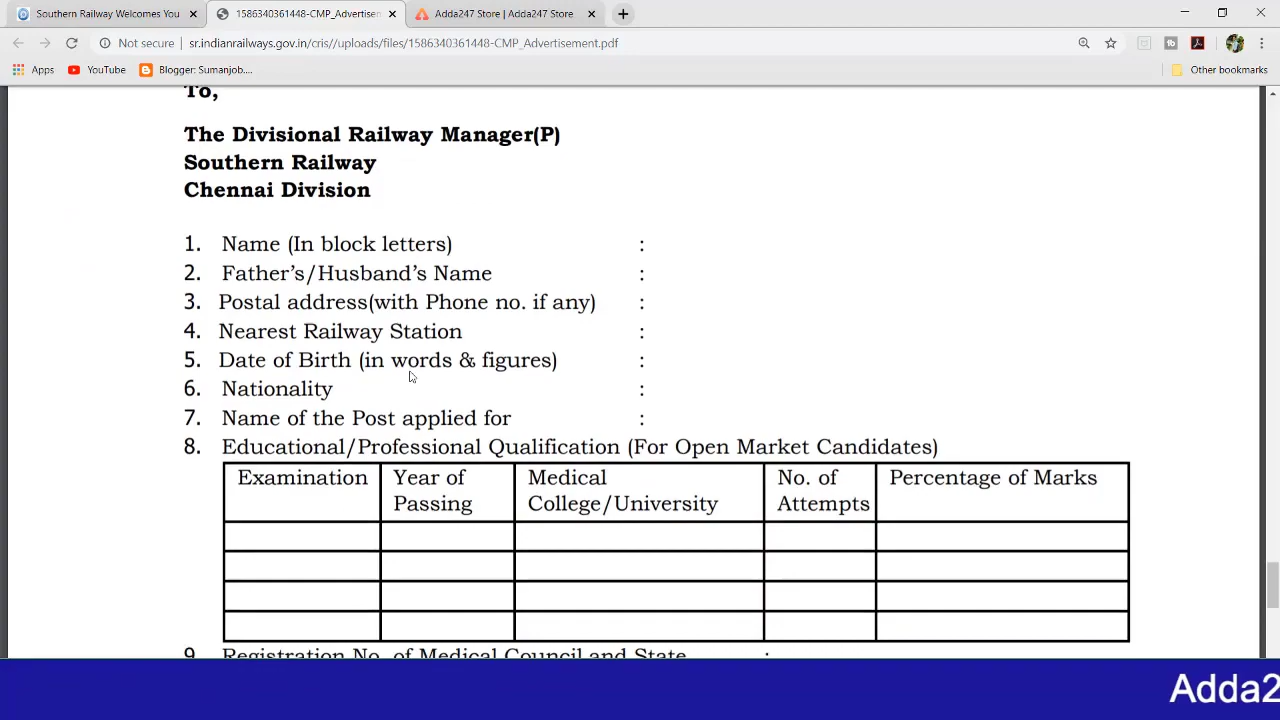 Southern Railway Welcomes You
1586340361448-CMP_Advertisen
Adda247 Store | Adda247 Store
Not secure
sr.indianrailways.gov.in/cris//uploads/files/1586340361448-CMP_Advertisement.pdf
Apps
YouTube
Blogger: Sumanjob....
Other bookmarks
To,
The Divisional Railway Manager(P)
Southern Railway
Chennai Division
1. Name (In block letters) :
2. Father's/Husband's Name :
3. Postal address(with Phone no. if any) :
4. Nearest Railway Station :
5. Date of Birth (in words & figures) :
6. Nationality :
7. Name of the Post applied for :
8. Educational/Professional Qualification (For Open Market Candidates)
Examination
Year of
Passing
Medical
College/University
No. of
Attempts
Percentage of Marks
9. Registration No. of Medical Council and State :
Adda2